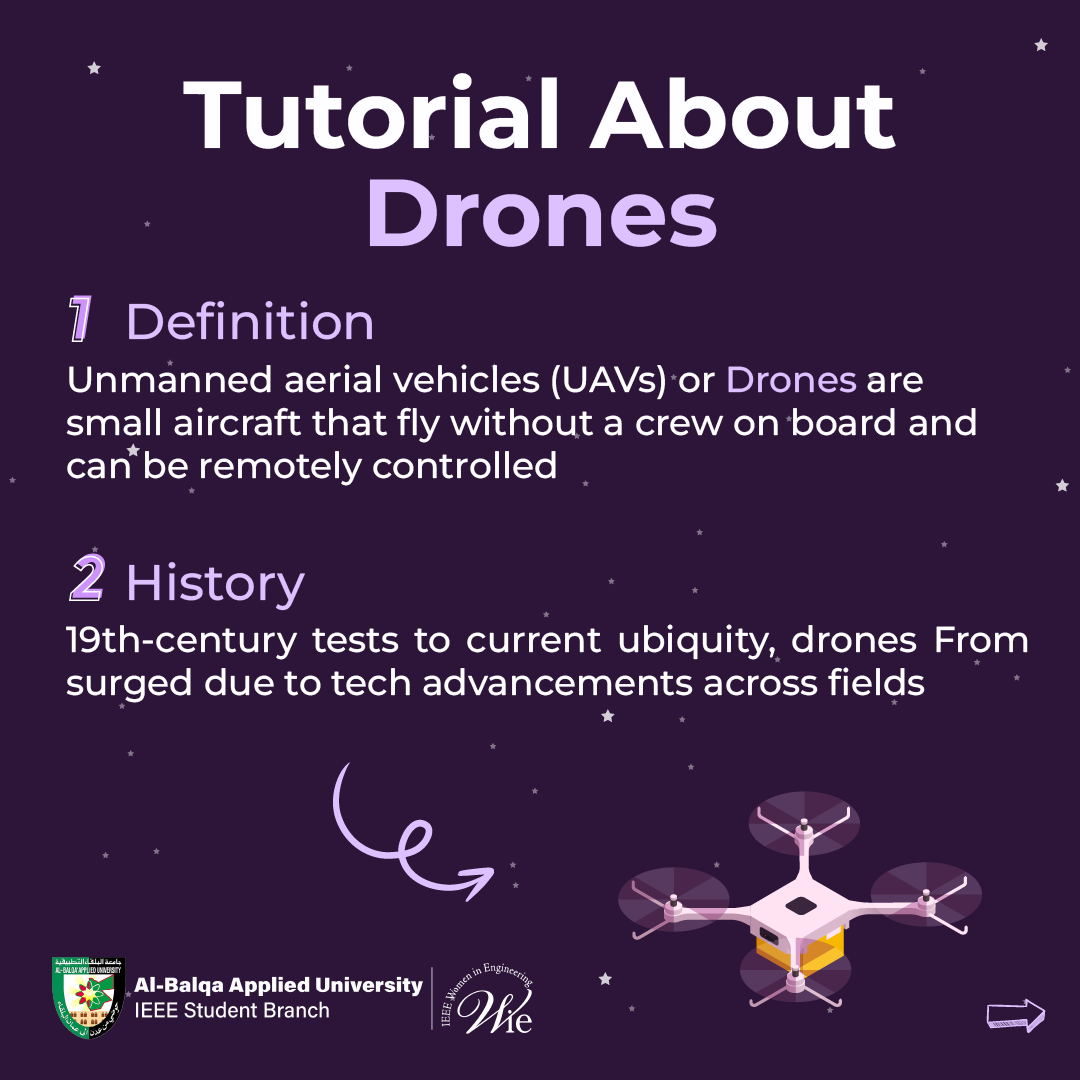 Tutorial About
Drones
1 Definition
Unmanned aerial vehicles (UAVs) or Drones are
small aircraft that fly without a crew on board and
can be remotely controlled
2 History
19th-century tests to current ubiquity, drones From
surged due to tech advancements across fields
جامعة البلقاء التطبيقية
AL-BALQA' APPLIED UNIVERSITY
Al-Balqa Applied University
IEEE Student Branch
IEEE Women in Engineering
Wie